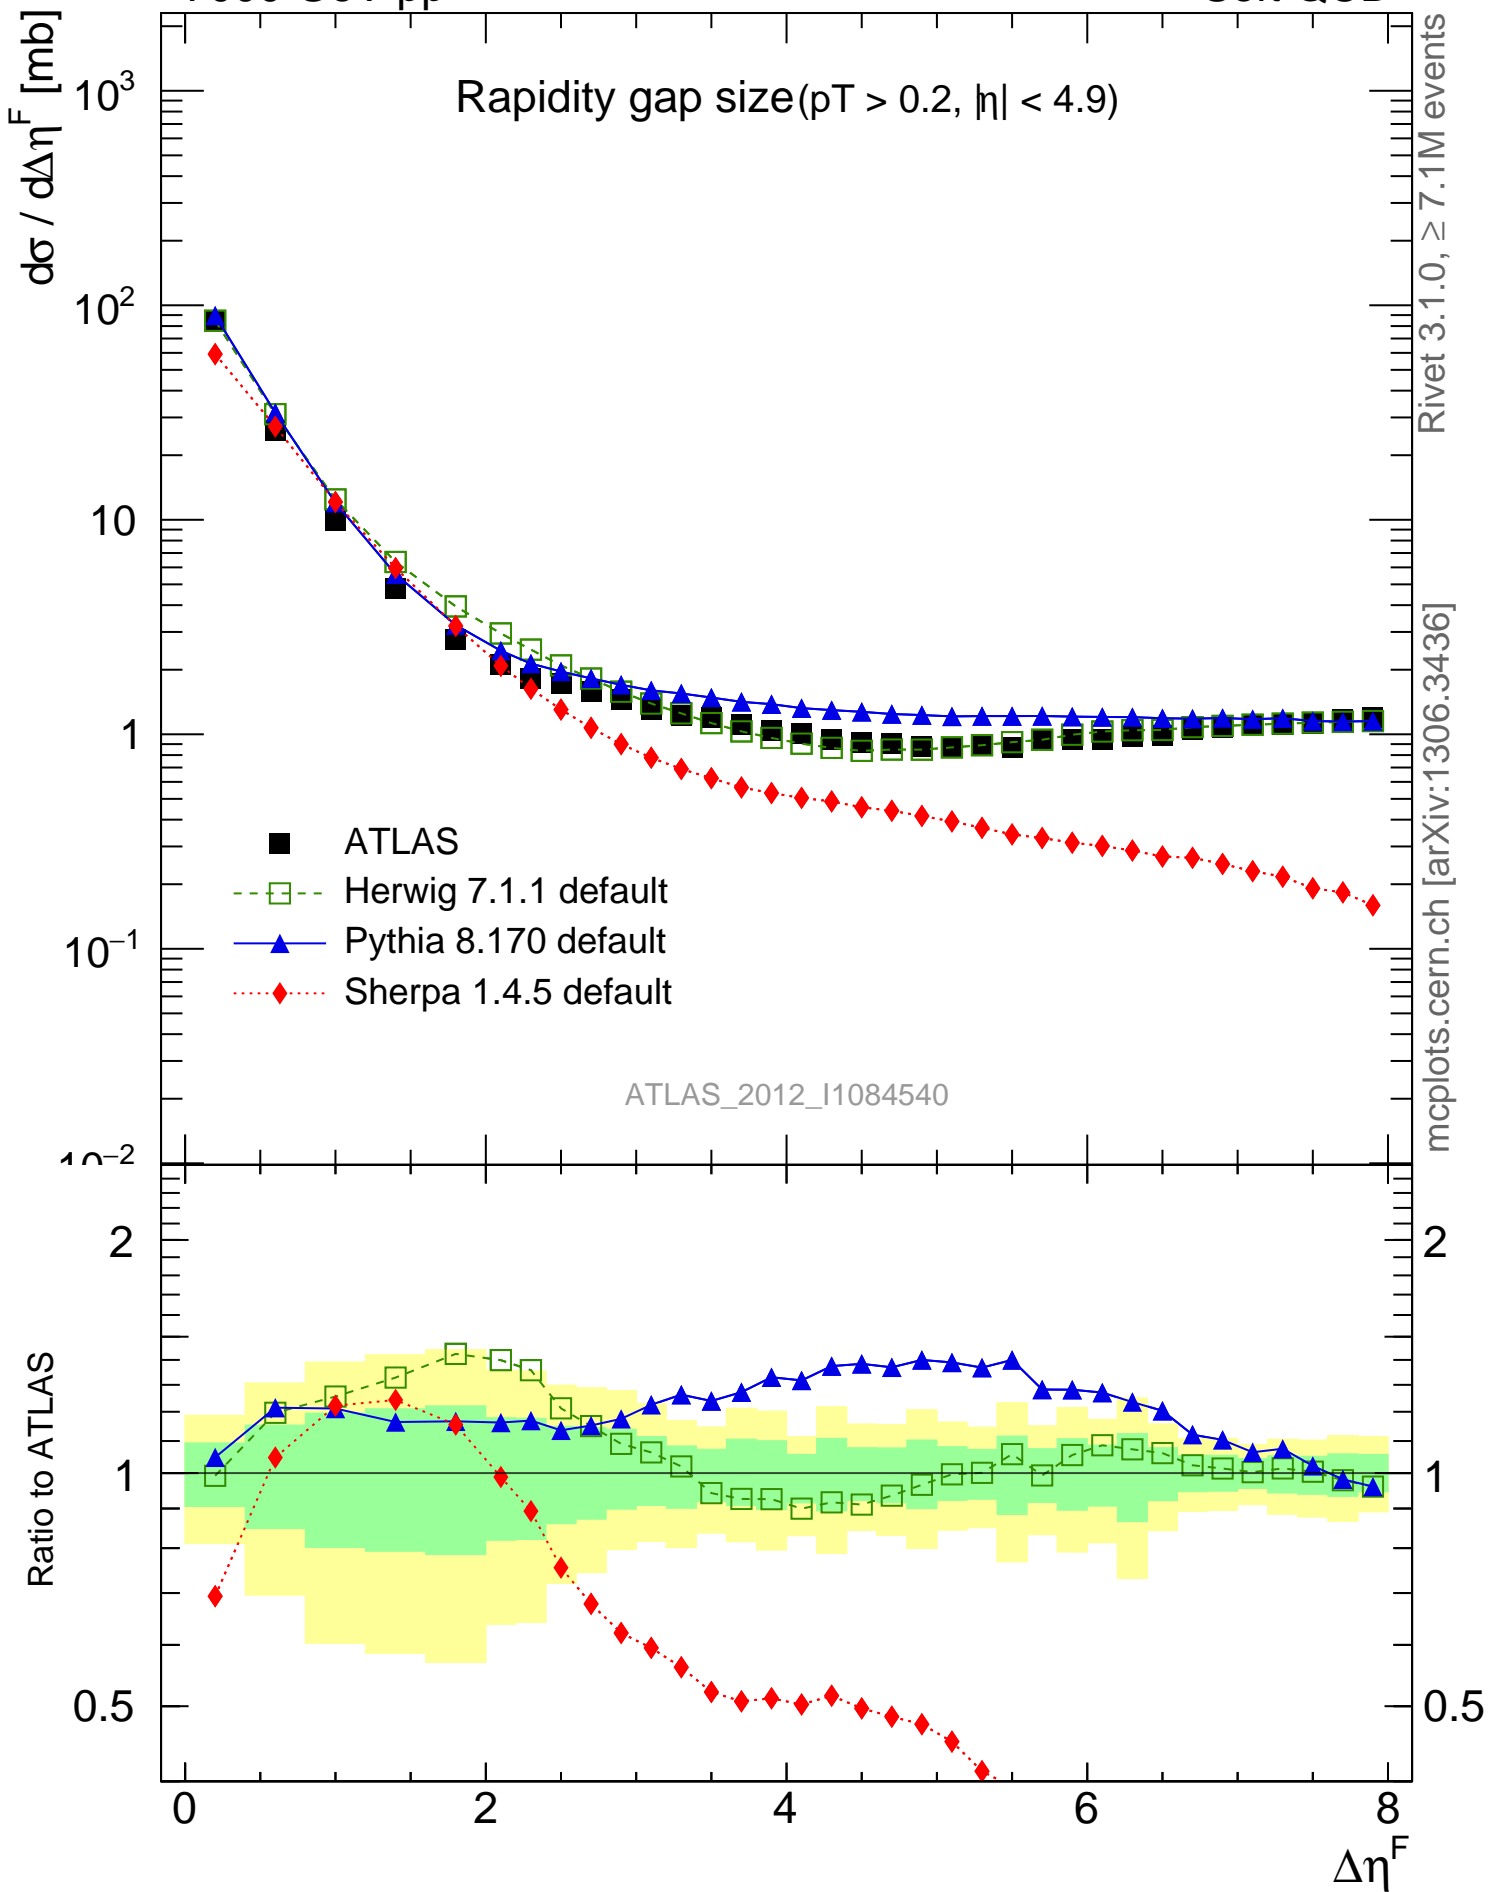 dσ / dΔη^F [mb]
Rapidity gap size (pT > 0.2, |η| < 4.9)
10³
10²
10
1
10⁻¹
10⁻²
ATLAS
Herwig 7.1.1 default
Pythia 8.170 default
Sherpa 1.4.5 default
ATLAS_2012_I1084540
Rivet 3.1.0, ≥ 7.1M events
mcplots.cern.ch [arXiv:1306.3436]
Ratio to ATLAS
2
1
0.5
2
1
0.5
0 2 4 6 8
Δη^F